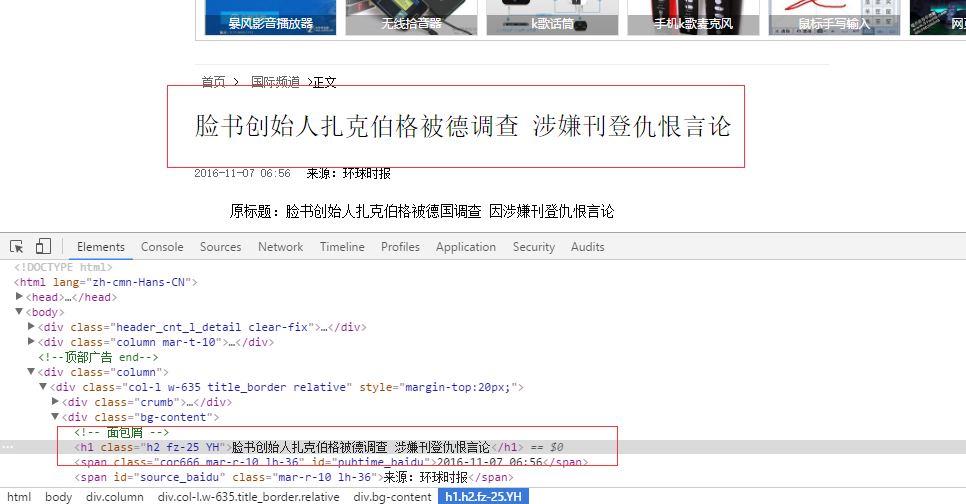 暴风影音播放器 无线拾音器 k歌话筒 手机k歌麦克风 鼠标手写输入
首页 > 国际频道 >正文
脸书创始人扎克伯格被德调查 涉嫌刊登仇恨言论
2016-11-07 06:56 来源：环球时报
原标题：脸书创始人扎克伯格被德国调查 因涉嫌刊登仇恨言论
Elements Console Sources Network Timeline Profiles Application Security Audits
<!DOCTYPE html>
<html lang="zh-cmn-Hans-CN">
<head>…</head>
<body>
<div class="header_cnt_l_detail clear-fix">…</div>
<div class="column mar-t-10">…</div>
<!--顶部广告 end-->
<div class="column">
<div class="col-l w-635 title_border relative" style="margin-top:20px;">
<div class="crumb">…</div>
<div class="bg-content">
<!-- 面包屑 -->
<h1 class="h2 fz-25 YH">脸书创始人扎克伯格被德调查 涉嫌刊登仇恨言论</h1> == $0
<span class="cor666 mar-r-10 lh-36" id="pubtime_baidu">2016-11-07 06:56</span>
<span id="source_baidu" class="mar-r-10 lh-36">来源：环球时报</span>
html body div.column div.col-l.w-635.title_border.relative div.bg-content h1.h2.fz-25.YH